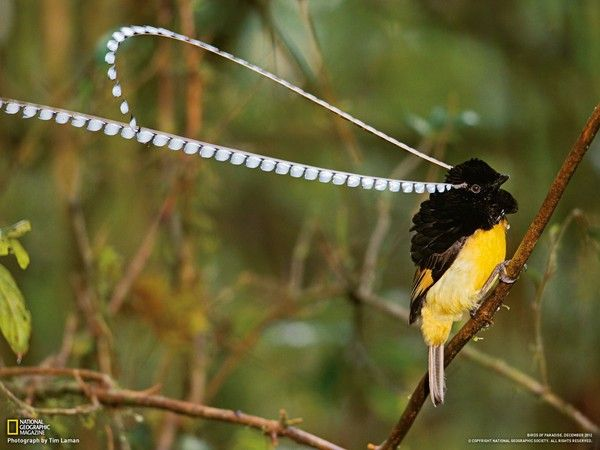 NATIONAL
GEOGRAPHIC
MAGAZINE
Photograph by Tim Laman
BIRDS OF PARADISE, DECEMBER 2012
© COPYRIGHT NATIONAL GEOGRAPHIC SOCIETY. ALL RIGHTS RESERVED.